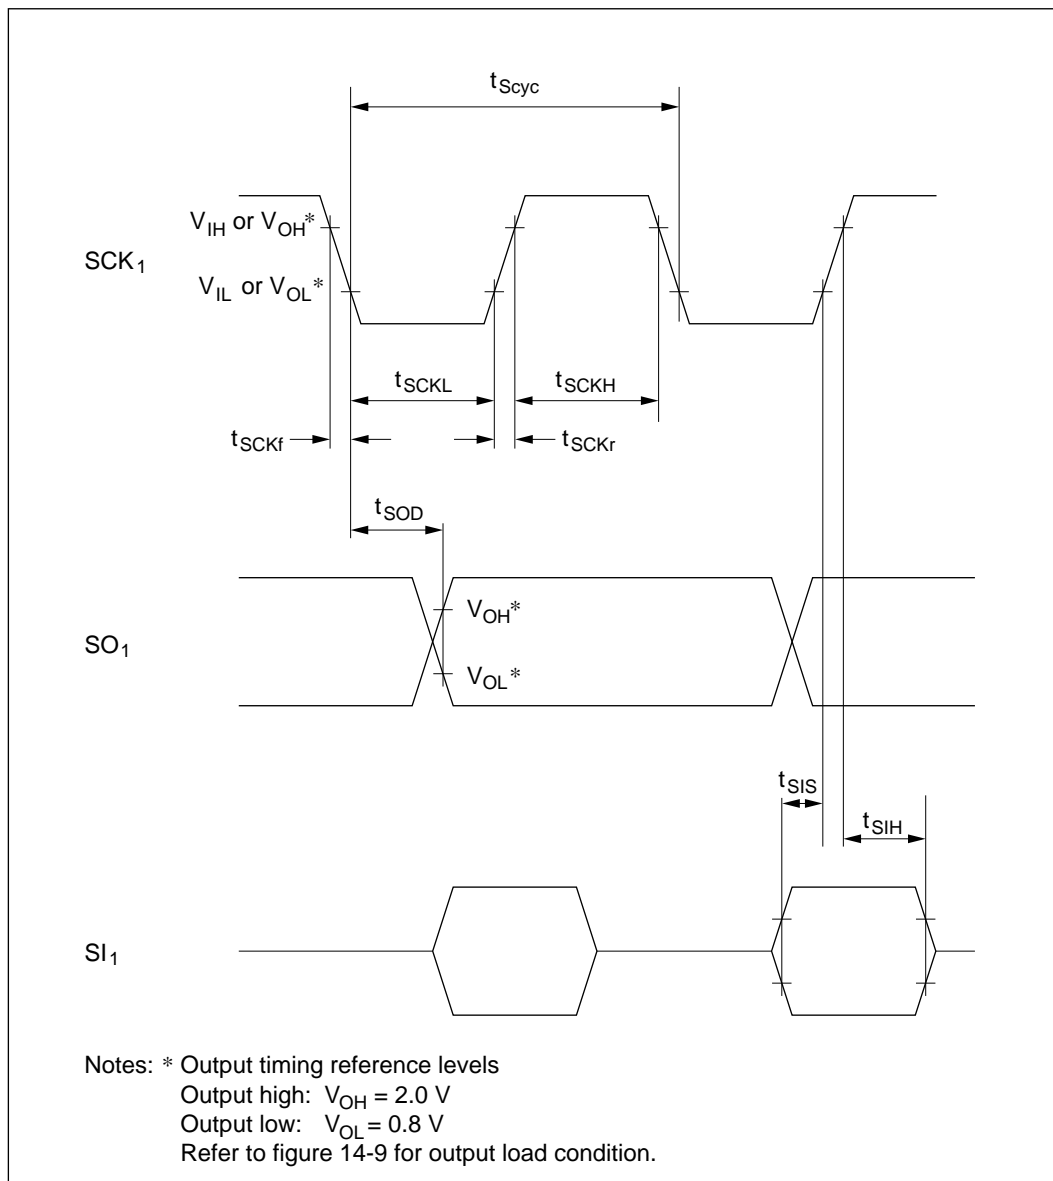 tScyc
VIH or VOH*
SCK1
VIL or VOL*
tSCKL
tSCKH
tSCKf
tSCKr
tSOD
VOH*
SO1
VOL*
tSIS
tSIH
SI1
Notes: * Output timing reference levels
Output high: VOH = 2.0 V
Output low: VOL = 0.8 V
Refer to figure 14-9 for output load condition.